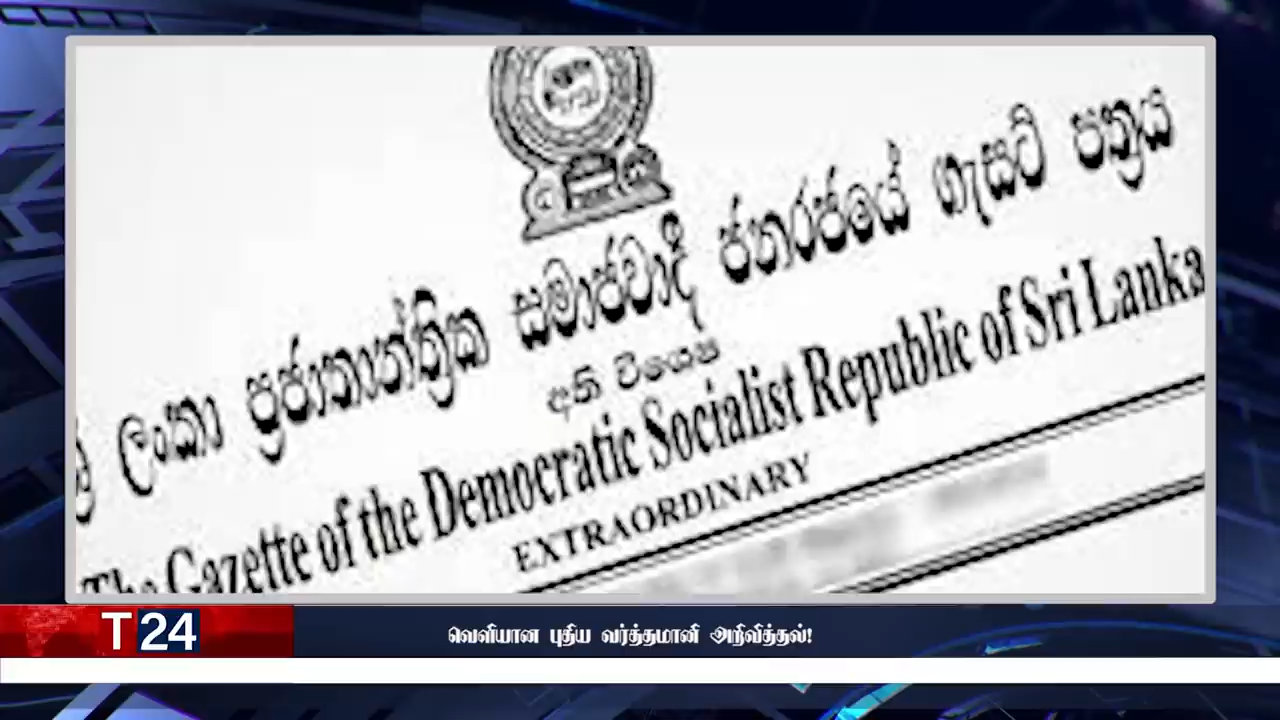 ශ්‍රී ලංකා ප්‍රජාතාන්ත්‍රික සමාජවාදී ජනරජයේ ගැසට් පත්‍රය
අති විශෙෂ
The Gazette of the Democratic Socialist Republic of Sri Lanka
EXTRAORDINARY
T 24
வெளியான புதிய வர்த்தமானி அறிவித்தல்!